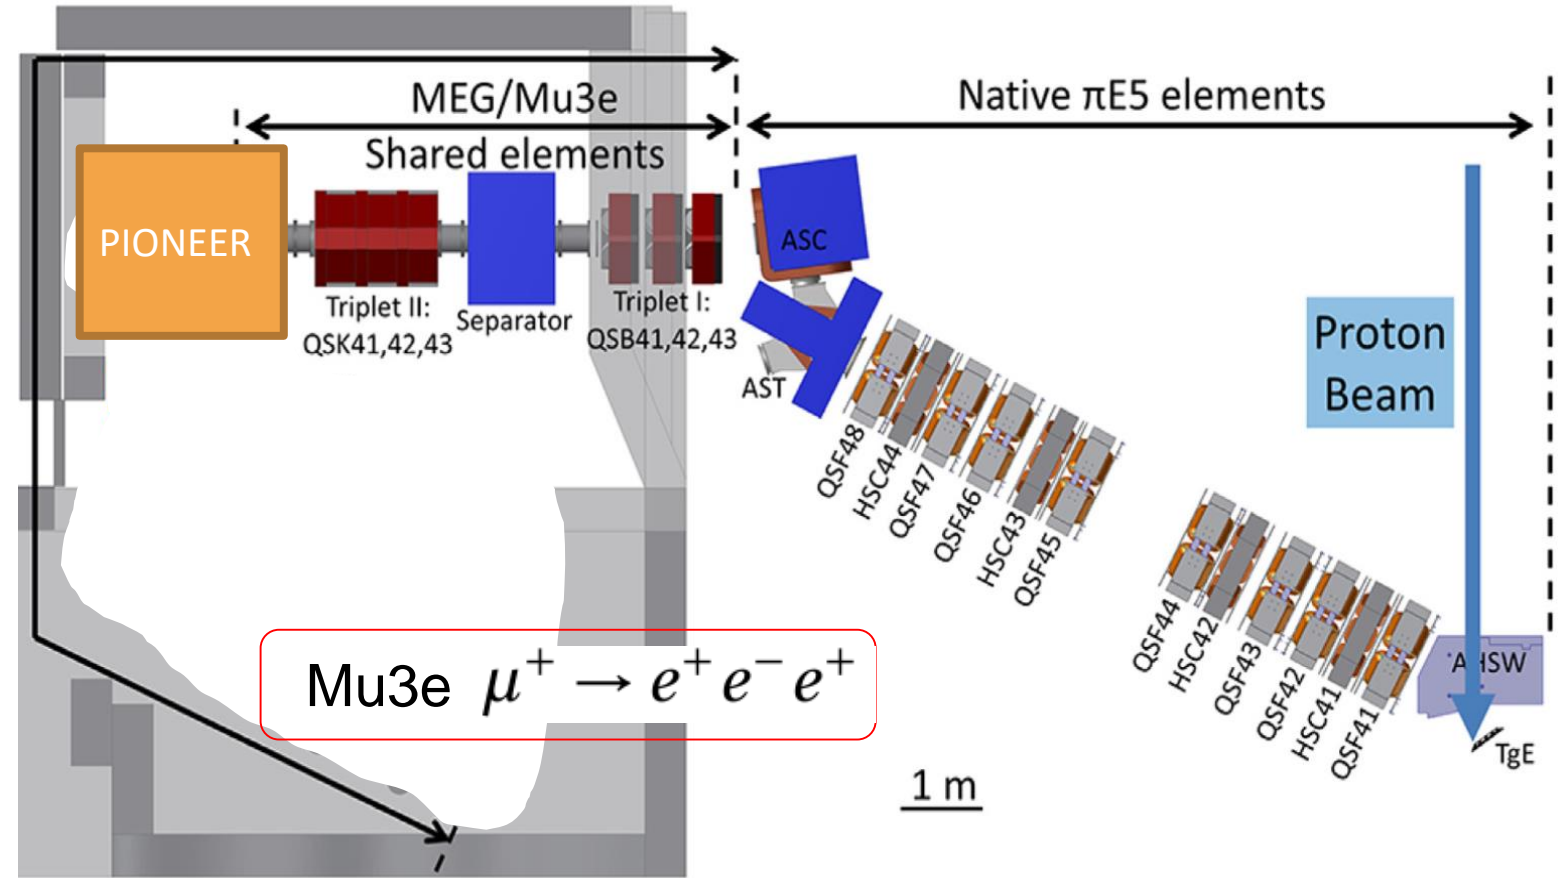 MEG/Mu3e
Shared elements
Native πE5 elements
PIONEER
Triplet II:
QSK41,42,43
Separator
Triplet I:
QSB41,42,43
ASC
AST
QSF48
HSC44
QSF47
QSF46
HSC43
QSF45
QSF44
HSC42
QSF43
QSF42
HSC41
QSF41
Proton
Beam
AHSW
TgE
Mu3e μ⁺ → e⁺e⁻e⁺
1 m